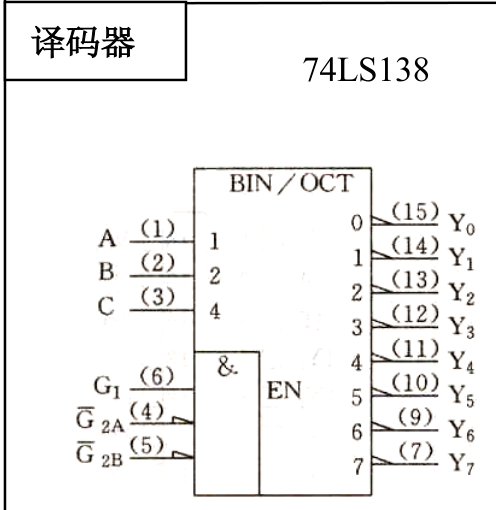 译码器
74LS138
BIN/OCT
A (1) 1
B (2) 2
C (3) 4
G₁ (6) &
G̅ 2A (4) EN
G̅ 2B (5)
0 (15) Y₀
1 (14) Y₁
2 (13) Y₂
3 (12) Y₃
4 (11) Y₄
5 (10) Y₅
6 (9) Y₆
7 (7) Y₇